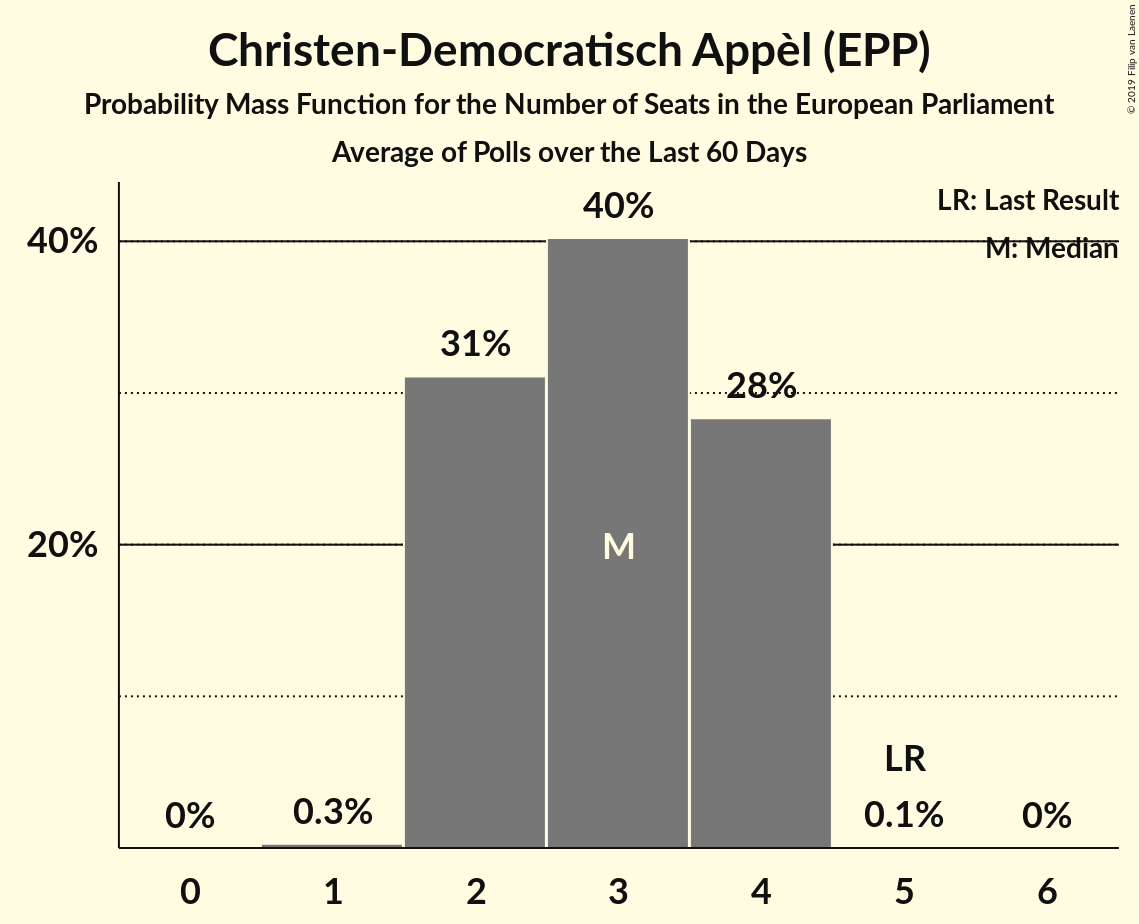 Christen-Democratisch Appèl (EPP)
Probability Mass Function for the Number of Seats in the European Parliament
Average of Polls over the Last 60 Days
© 2019 Filip van Laenen
LR: Last Result
M: Median
40%
20%
0%
0.3%
31%
40%
M
28%
LR
0.1%
0%
0 1 2 3 4 5 6